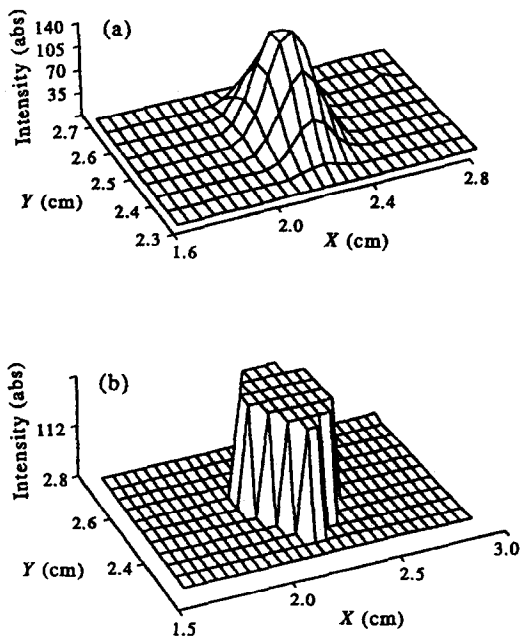 (a)
Intensity (abs)
140
105
70
35
2.7
2.6
2.5
2.4
2.3
Y (cm)
1.6
2.0
2.4
2.8
X (cm)
(b)
Intensity (abs)
112
2.8
2.6
2.4
Y (cm)
1.5
2.0
2.5
3.0
X (cm)